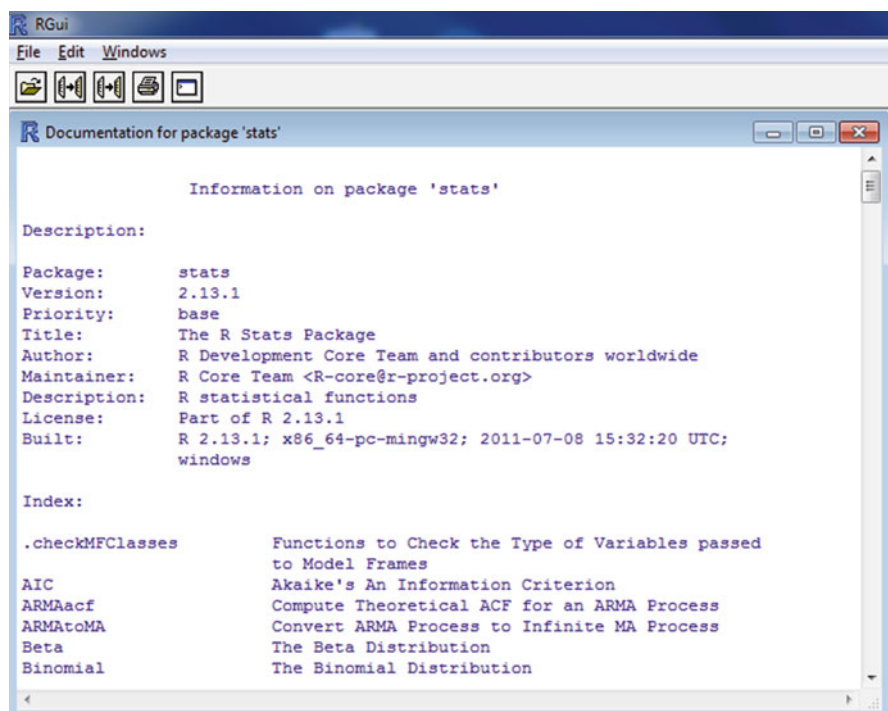 RGui
File Edit Windows
Documentation for package 'stats'
Information on package 'stats'
Description:
Package: stats
Version: 2.13.1
Priority: base
Title: The R Stats Package
Author: R Development Core Team and contributors worldwide
Maintainer: R Core Team <R-core@r-project.org>
Description: R statistical functions
License: Part of R 2.13.1
Built: R 2.13.1; x86_64-pc-mingw32; 2011-07-08 15:32:20 UTC;
windows
Index:
.checkMFClasses Functions to Check the Type of Variables passed
to Model Frames
AIC Akaike's An Information Criterion
ARMAacf Compute Theoretical ACF for an ARMA Process
ARMAtoMA Convert ARMA Process to Infinite MA Process
Beta The Beta Distribution
Binomial The Binomial Distribution